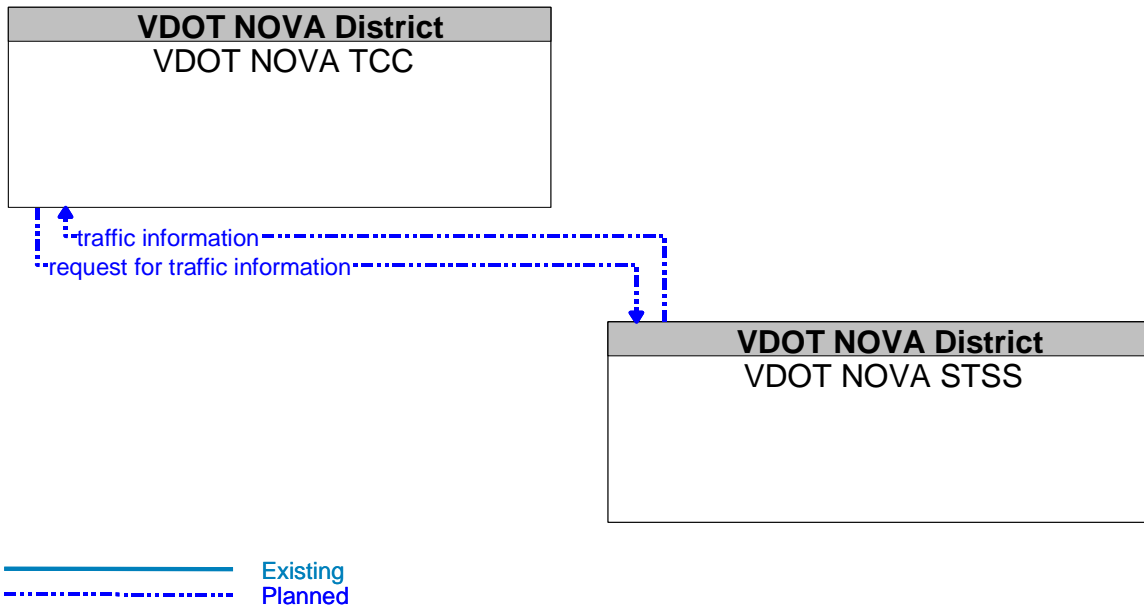 VDOT NOVA District
VDOT NOVA TCC
traffic information
request for traffic information
VDOT NOVA District
VDOT NOVA STSS
Existing
Planned